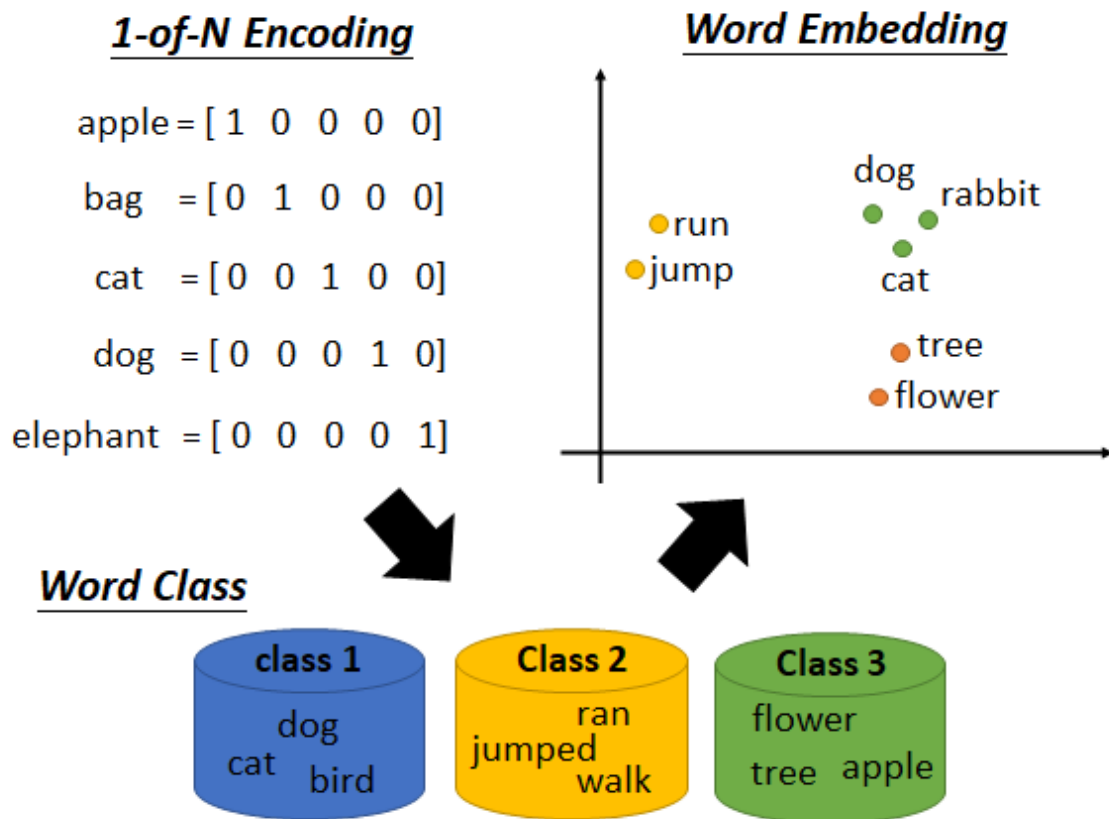 1-of-N Encoding
apple = [ 1 0 0 0 0]
bag = [ 0 1 0 0 0]
cat = [ 0 0 1 0 0]
dog = [ 0 0 0 1 0]
elephant = [ 0 0 0 0 1]
Word Embedding
dog
rabbit
run
cat
jump
tree
flower
Word Class
class 1
dog
cat
bird
Class 2
ran
jumped
walk
Class 3
flower
tree apple